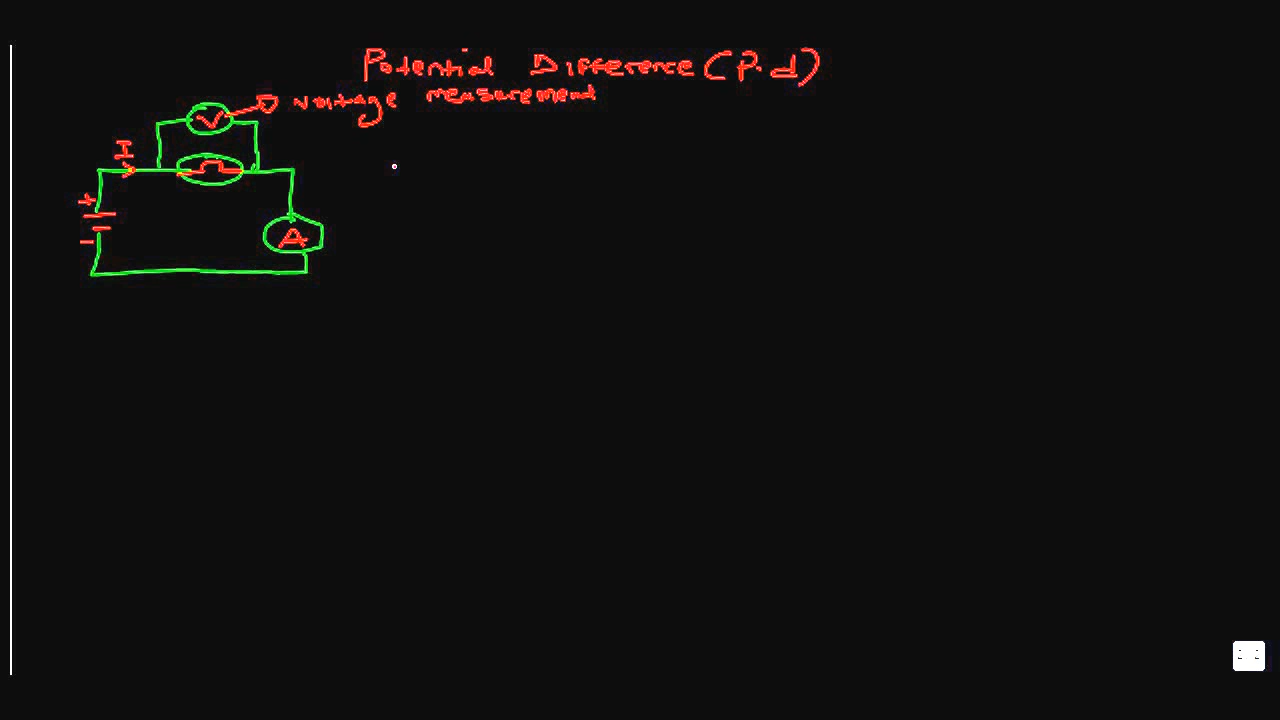 Potential Difference (P.d)
voltage measurement
V
I
+
A
-